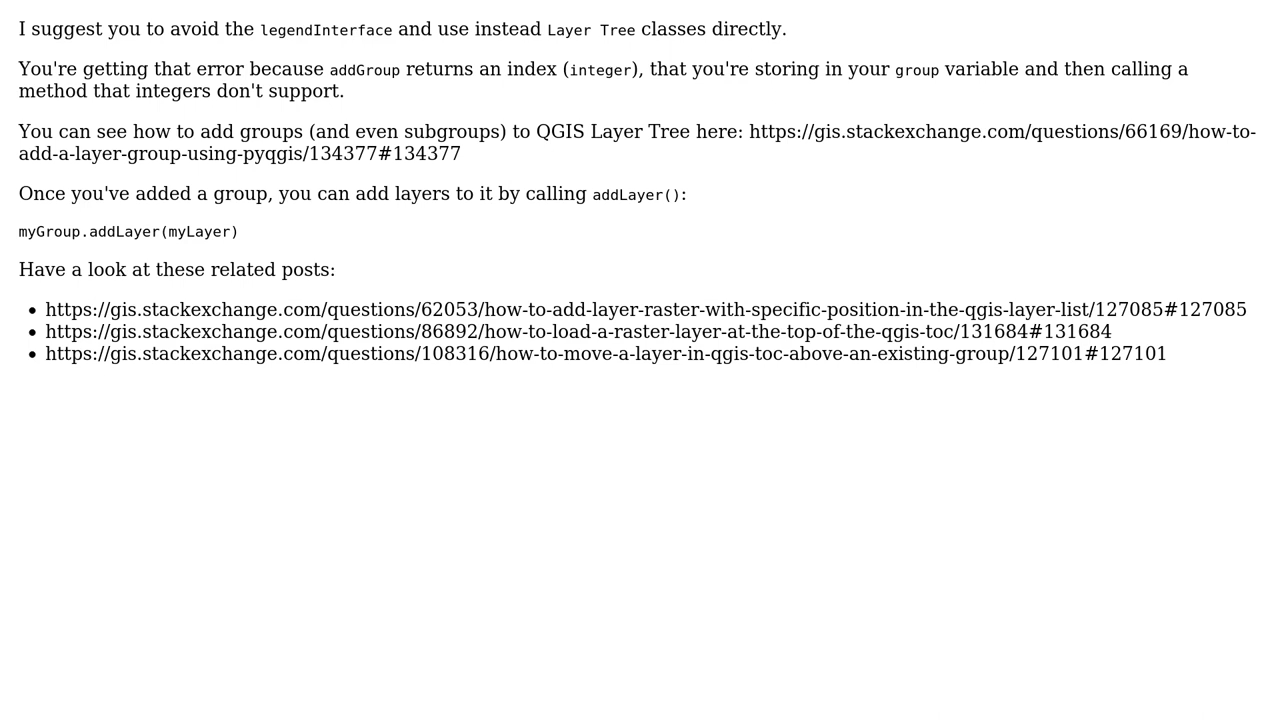 I suggest you to avoid the legendInterface and use instead Layer Tree classes directly.
You're getting that error because addGroup returns an index (integer), that you're storing in your group variable and then calling a
method that integers don't support.
You can see how to add groups (and even subgroups) to QGIS Layer Tree here: https://gis.stackexchange.com/questions/66169/how-to-
add-a-layer-group-using-pyqgis/134377#134377
Once you've added a group, you can add layers to it by calling addLayer():
myGroup.addLayer(myLayer)
Have a look at these related posts:
• https://gis.stackexchange.com/questions/62053/how-to-add-layer-raster-with-specific-position-in-the-qgis-layer-list/127085#127085
• https://gis.stackexchange.com/questions/86892/how-to-load-a-raster-layer-at-the-top-of-the-qgis-toc/131684#131684
• https://gis.stackexchange.com/questions/108316/how-to-move-a-layer-in-qgis-toc-above-an-existing-group/127101#127101